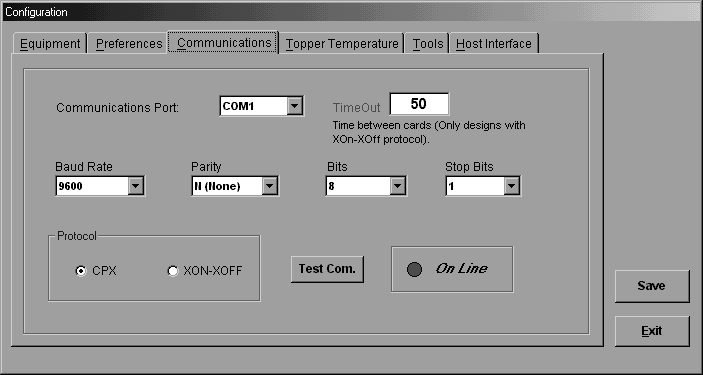 Configuration
Equipment Preferences Communications Topper Temperature Tools Host Interface
Communications Port: COM1 TimeOut 50
Time between cards (Only designs with
XOn-XOff protocol).
Baud Rate Parity Bits Stop Bits
9600 N (None) 8 1
Protocol
CPX XON-XOFF Test Com. On Line
Save
Exit